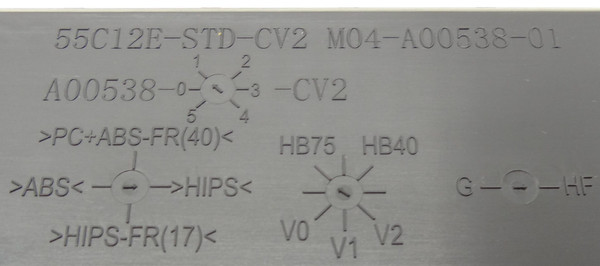 55C12E-STD-CV2 M04-A00538-01
1 2
A00538-0 3 -CV2
5 4
>PC+ABS-FR(40)<
HB75 HB40
>ABS< >HIPS<
G HF
>HIPS-FR(17)<
V0 V1 V2